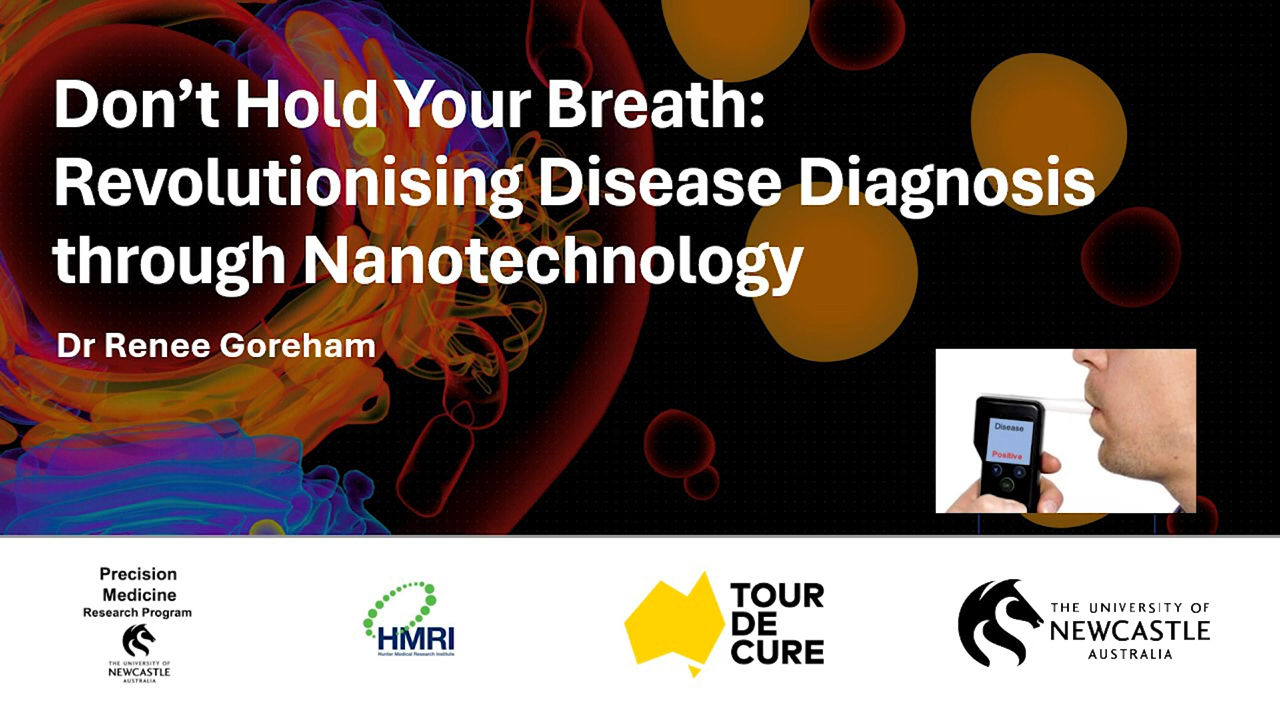 Don't Hold Your Breath:
Revolutionising Disease Diagnosis
through Nanotechnology
Dr Renee Goreham
Disease
Positive
Precision
Medicine
Research Program
THE UNIVERSITY OF
NEWCASTLE
AUSTRALIA
HMRI
Hunter Medical Research Institute
TOUR
DE
CURE
THE UNIVERSITY OF
NEWCASTLE
AUSTRALIA